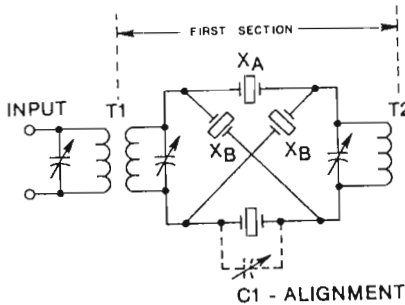 FIRST SECTION
XA
INPUT
T1
T2
XB
XB
C1 - ALIGNMENT